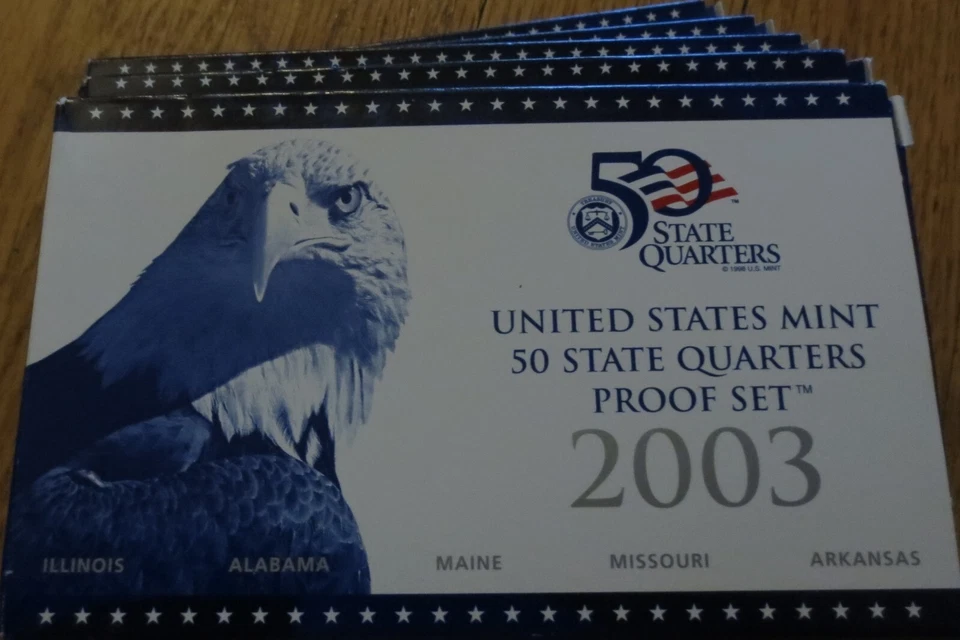 50
STATE
QUARTERS
© 1998 U.S. MINT
UNITED STATES MINT
50 STATE QUARTERS
PROOF SET™
2003
ILLINOIS ALABAMA MAINE MISSOURI ARKANSAS